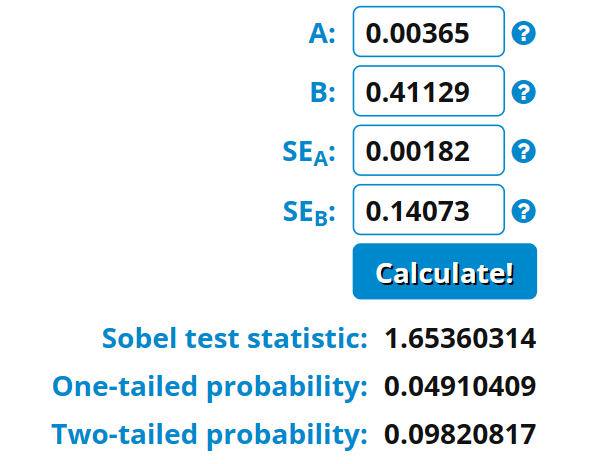 A: 0.00365 ?
B: 0.41129 ?
SEA: 0.00182 ?
SEB: 0.14073 ?
Calculate!
Sobel test statistic: 1.65360314
One-tailed probability: 0.04910409
Two-tailed probability: 0.09820817